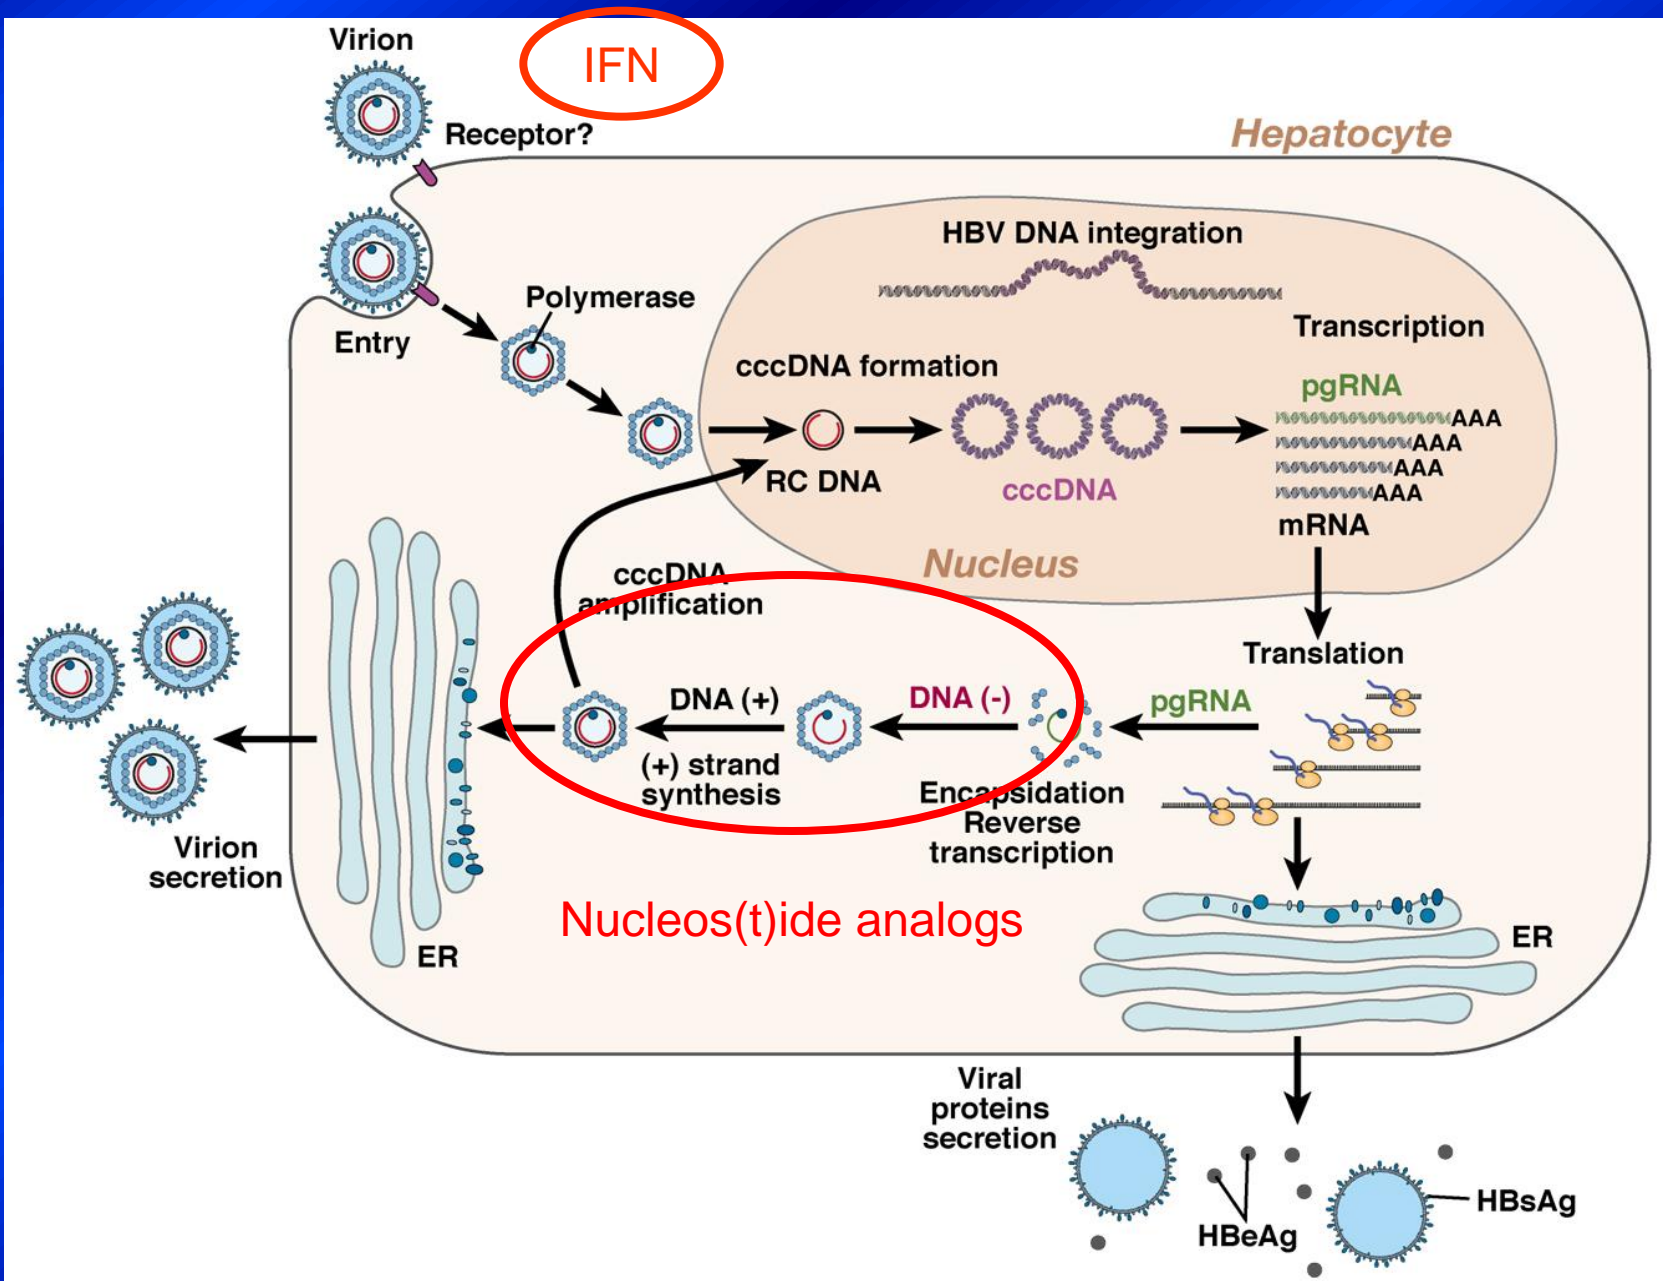 Virion
IFN
Receptor?
Hepatocyte
HBV DNA integration
Polymerase
Entry
Transcription
cccDNA formation
pgRNA
AAA
AAA
AAA
AAA
RC DNA
cccDNA
mRNA
Nucleus
cccDNA
amplification
Translation
DNA (+)
DNA (-)
pgRNA
(+) strand
synthesis
Encapsidation
Reverse
transcription
Virion
secretion
Nucleos(t)ide analogs
ER
ER
Viral
proteins
secretion
HBsAg
HBeAg